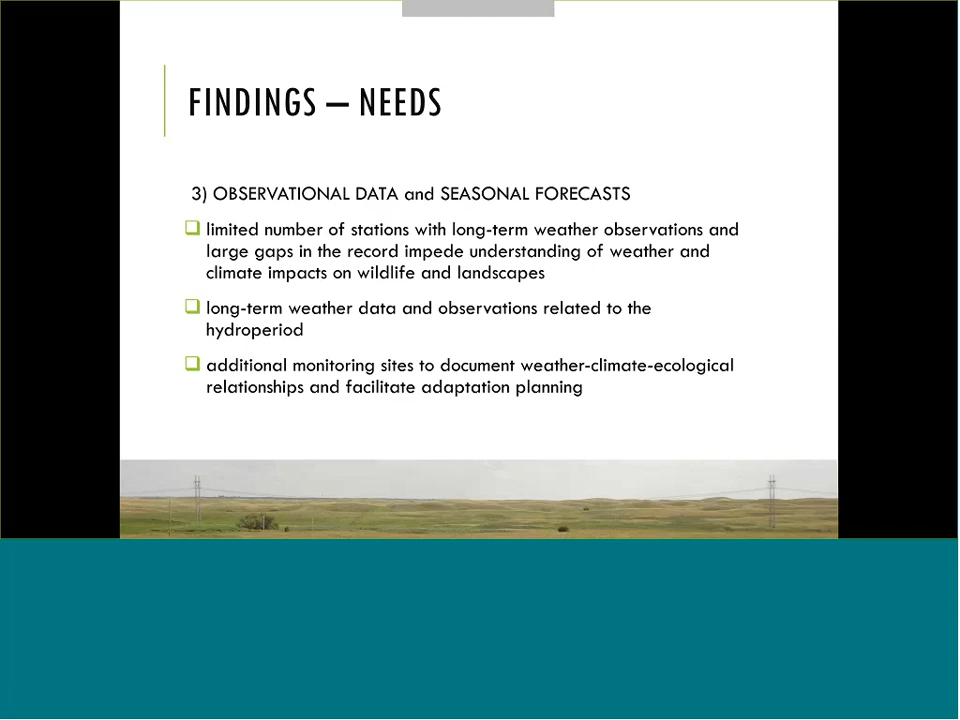 FINDINGS – NEEDS
3) OBSERVATIONAL DATA and SEASONAL FORECASTS
limited number of stations with long-term weather observations and
large gaps in the record impede understanding of weather and
climate impacts on wildlife and landscapes
long-term weather data and observations related to the
hydroperiod
additional monitoring sites to document weather-climate-ecological
relationships and facilitate adaptation planning